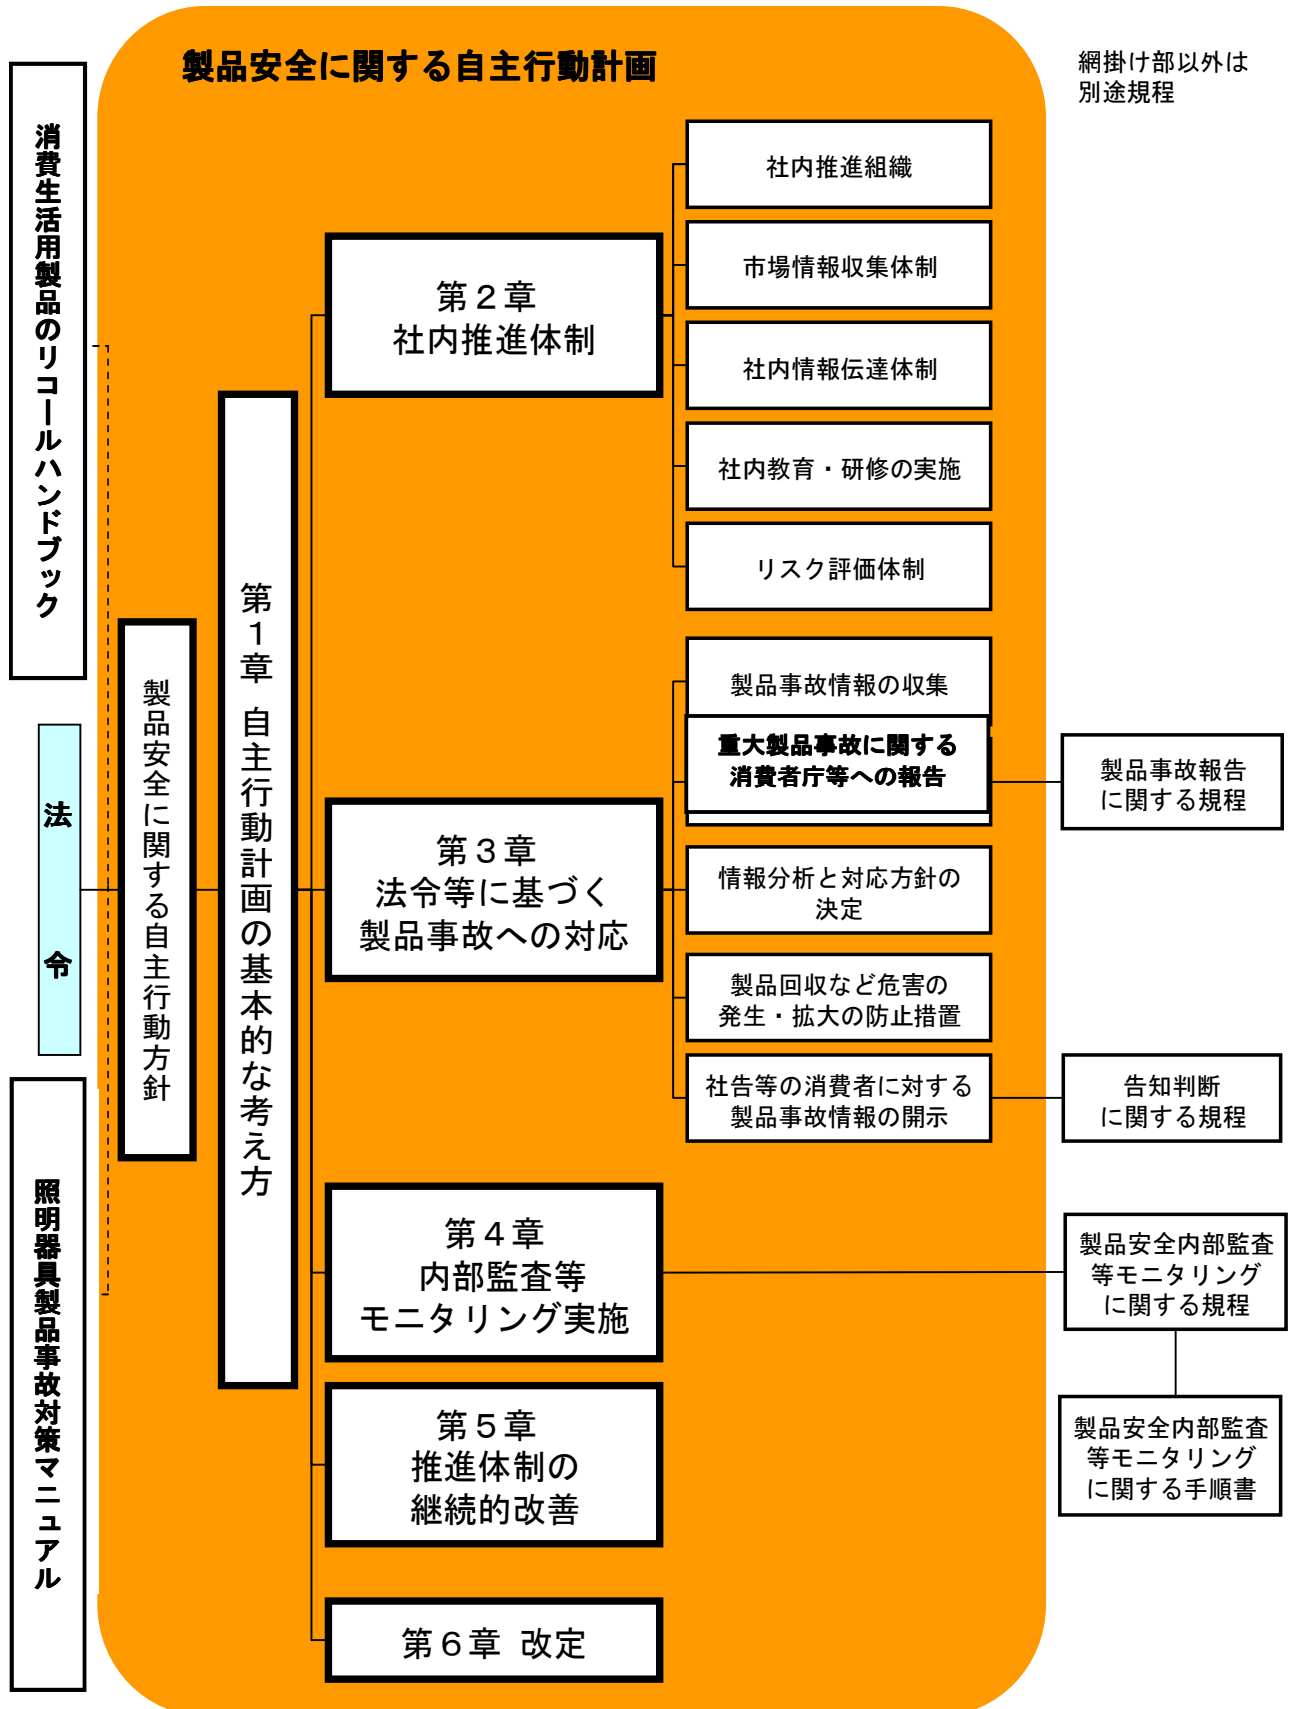 製品安全に関する自主行動計画
網掛け部以外は
別途規程
消費生活用製品のリコールハンドブック
法令
照明器具製品事故対策マニュアル
製品安全に関する自主行動方針
第１章 自主行動計画の基本的な考え方
第２章
社内推進体制
社内推進組織
市場情報収集体制
社内情報伝達体制
社内教育・研修の実施
リスク評価体制
第３章
法令等に基づく
製品事故への対応
製品事故情報の収集
重大製品事故に関する
消費者庁等への報告
製品事故報告
に関する規程
情報分析と対応方針の
決定
製品回収など危害の
発生・拡大の防止措置
社告等の消費者に対する
製品事故情報の開示
告知判断
に関する規程
第４章
内部監査等
モニタリング実施
製品安全内部監査
等モニタリング
に関する規程
製品安全内部監査
等モニタリング
に関する手順書
第５章
推進体制の
継続的改善
第６章 改定